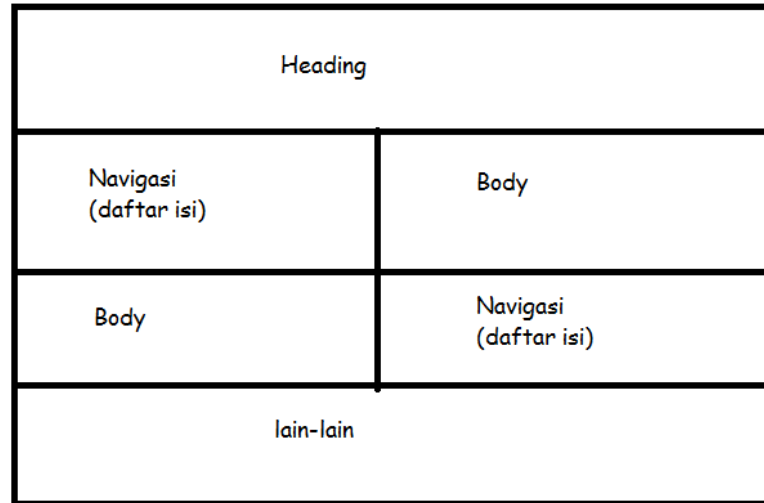 Heading
Navigasi
(daftar isi)
Body
Body
Navigasi
(daftar isi)
lain-lain